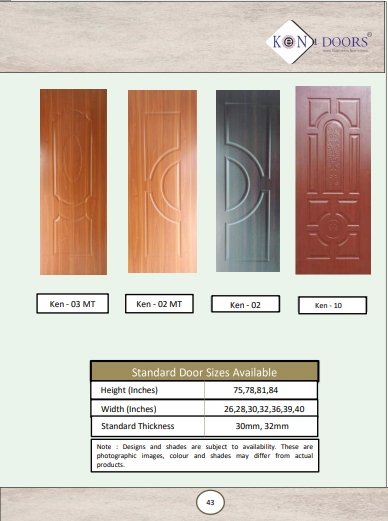 KEN DOORS®
Ken - 03 MT
Ken - 02 MT
Ken - 02
Ken - 10
Standard Door Sizes Available
Height (Inches) 75,78,81,84
Width (Inches) 26,28,30,32,36,39,40
Standard Thickness 30mm, 32mm
Note : Designs and shades are subject to availability. These are
photographic images, colour and shades may differ from actual
products.
43